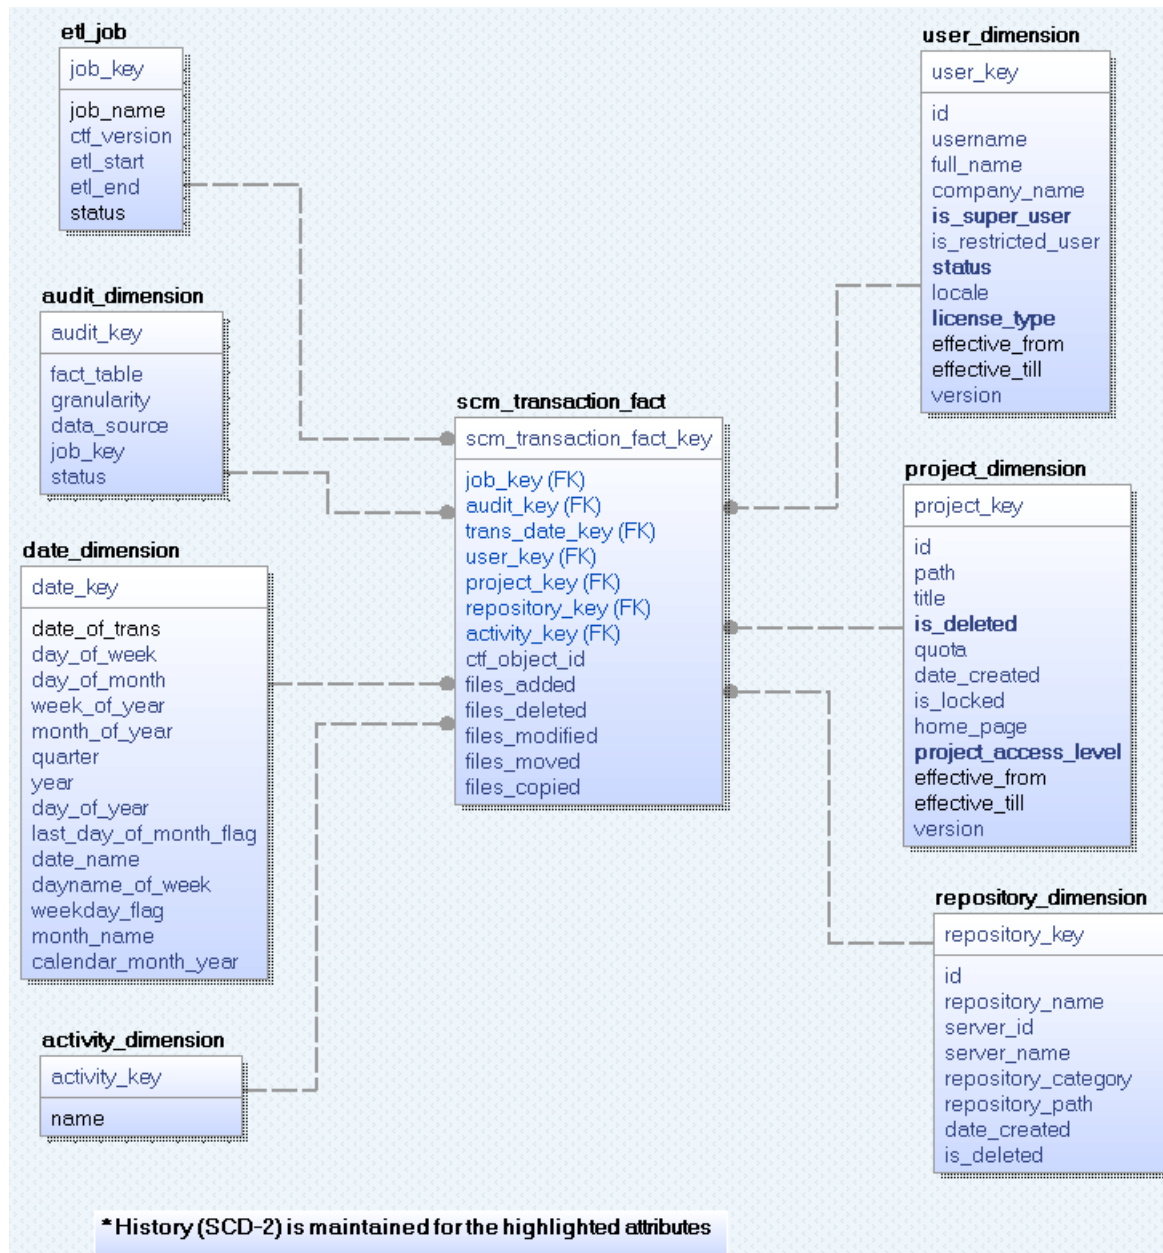 etl_job
job_key
job_name
ctf_version
etl_start
etl_end
status
audit_dimension
audit_key
fact_table
granularity
data_source
job_key
status
date_dimension
date_key
date_of_trans
day_of_week
day_of_month
week_of_year
month_of_year
quarter
year
day_of_year
last_day_of_month_flag
date_name
dayname_of_week
weekday_flag
month_name
calendar_month_year
activity_dimension
activity_key
name
scm_transaction_fact
scm_transaction_fact_key
job_key (FK)
audit_key (FK)
trans_date_key (FK)
user_key (FK)
project_key (FK)
repository_key (FK)
activity_key (FK)
ctf_object_id
files_added
files_deleted
files_modified
files_moved
files_copied
user_dimension
user_key
id
username
full_name
company_name
is_super_user
is_restricted_user
status
locale
license_type
effective_from
effective_till
version
project_dimension
project_key
id
path
title
is_deleted
quota
date_created
is_locked
home_page
project_access_level
effective_from
effective_till
version
repository_dimension
repository_key
id
repository_name
server_id
server_name
repository_category
repository_path
date_created
is_deleted
* History (SCD-2) is maintained for the highlighted attributes